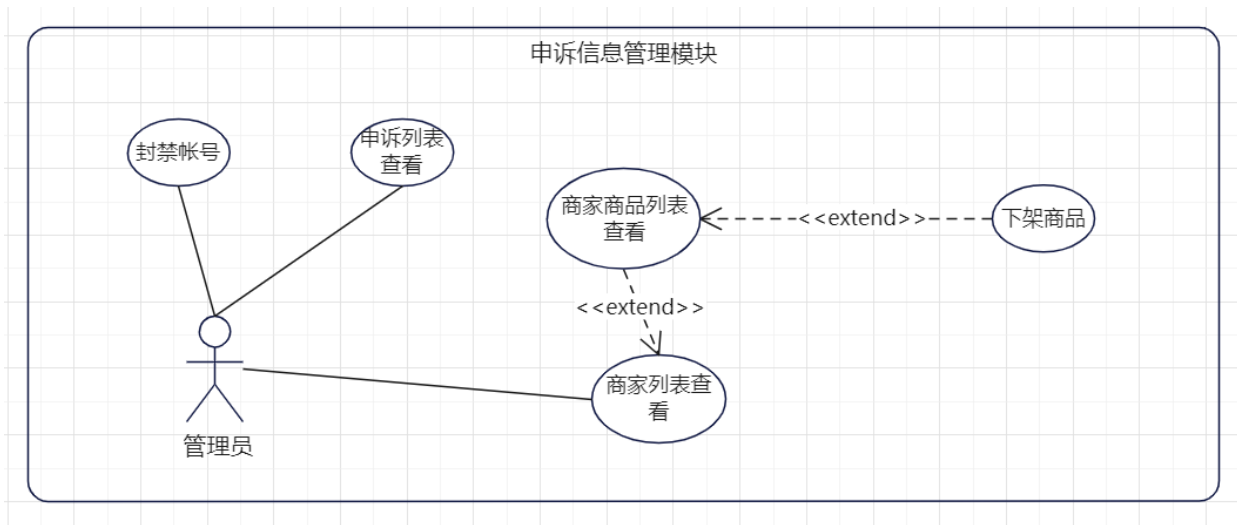 申诉信息管理模块
封禁帐号
申诉列表
查看
商家商品列表
查看
<<extend>>
下架商品
<<extend>>
商家列表查
看
管理员